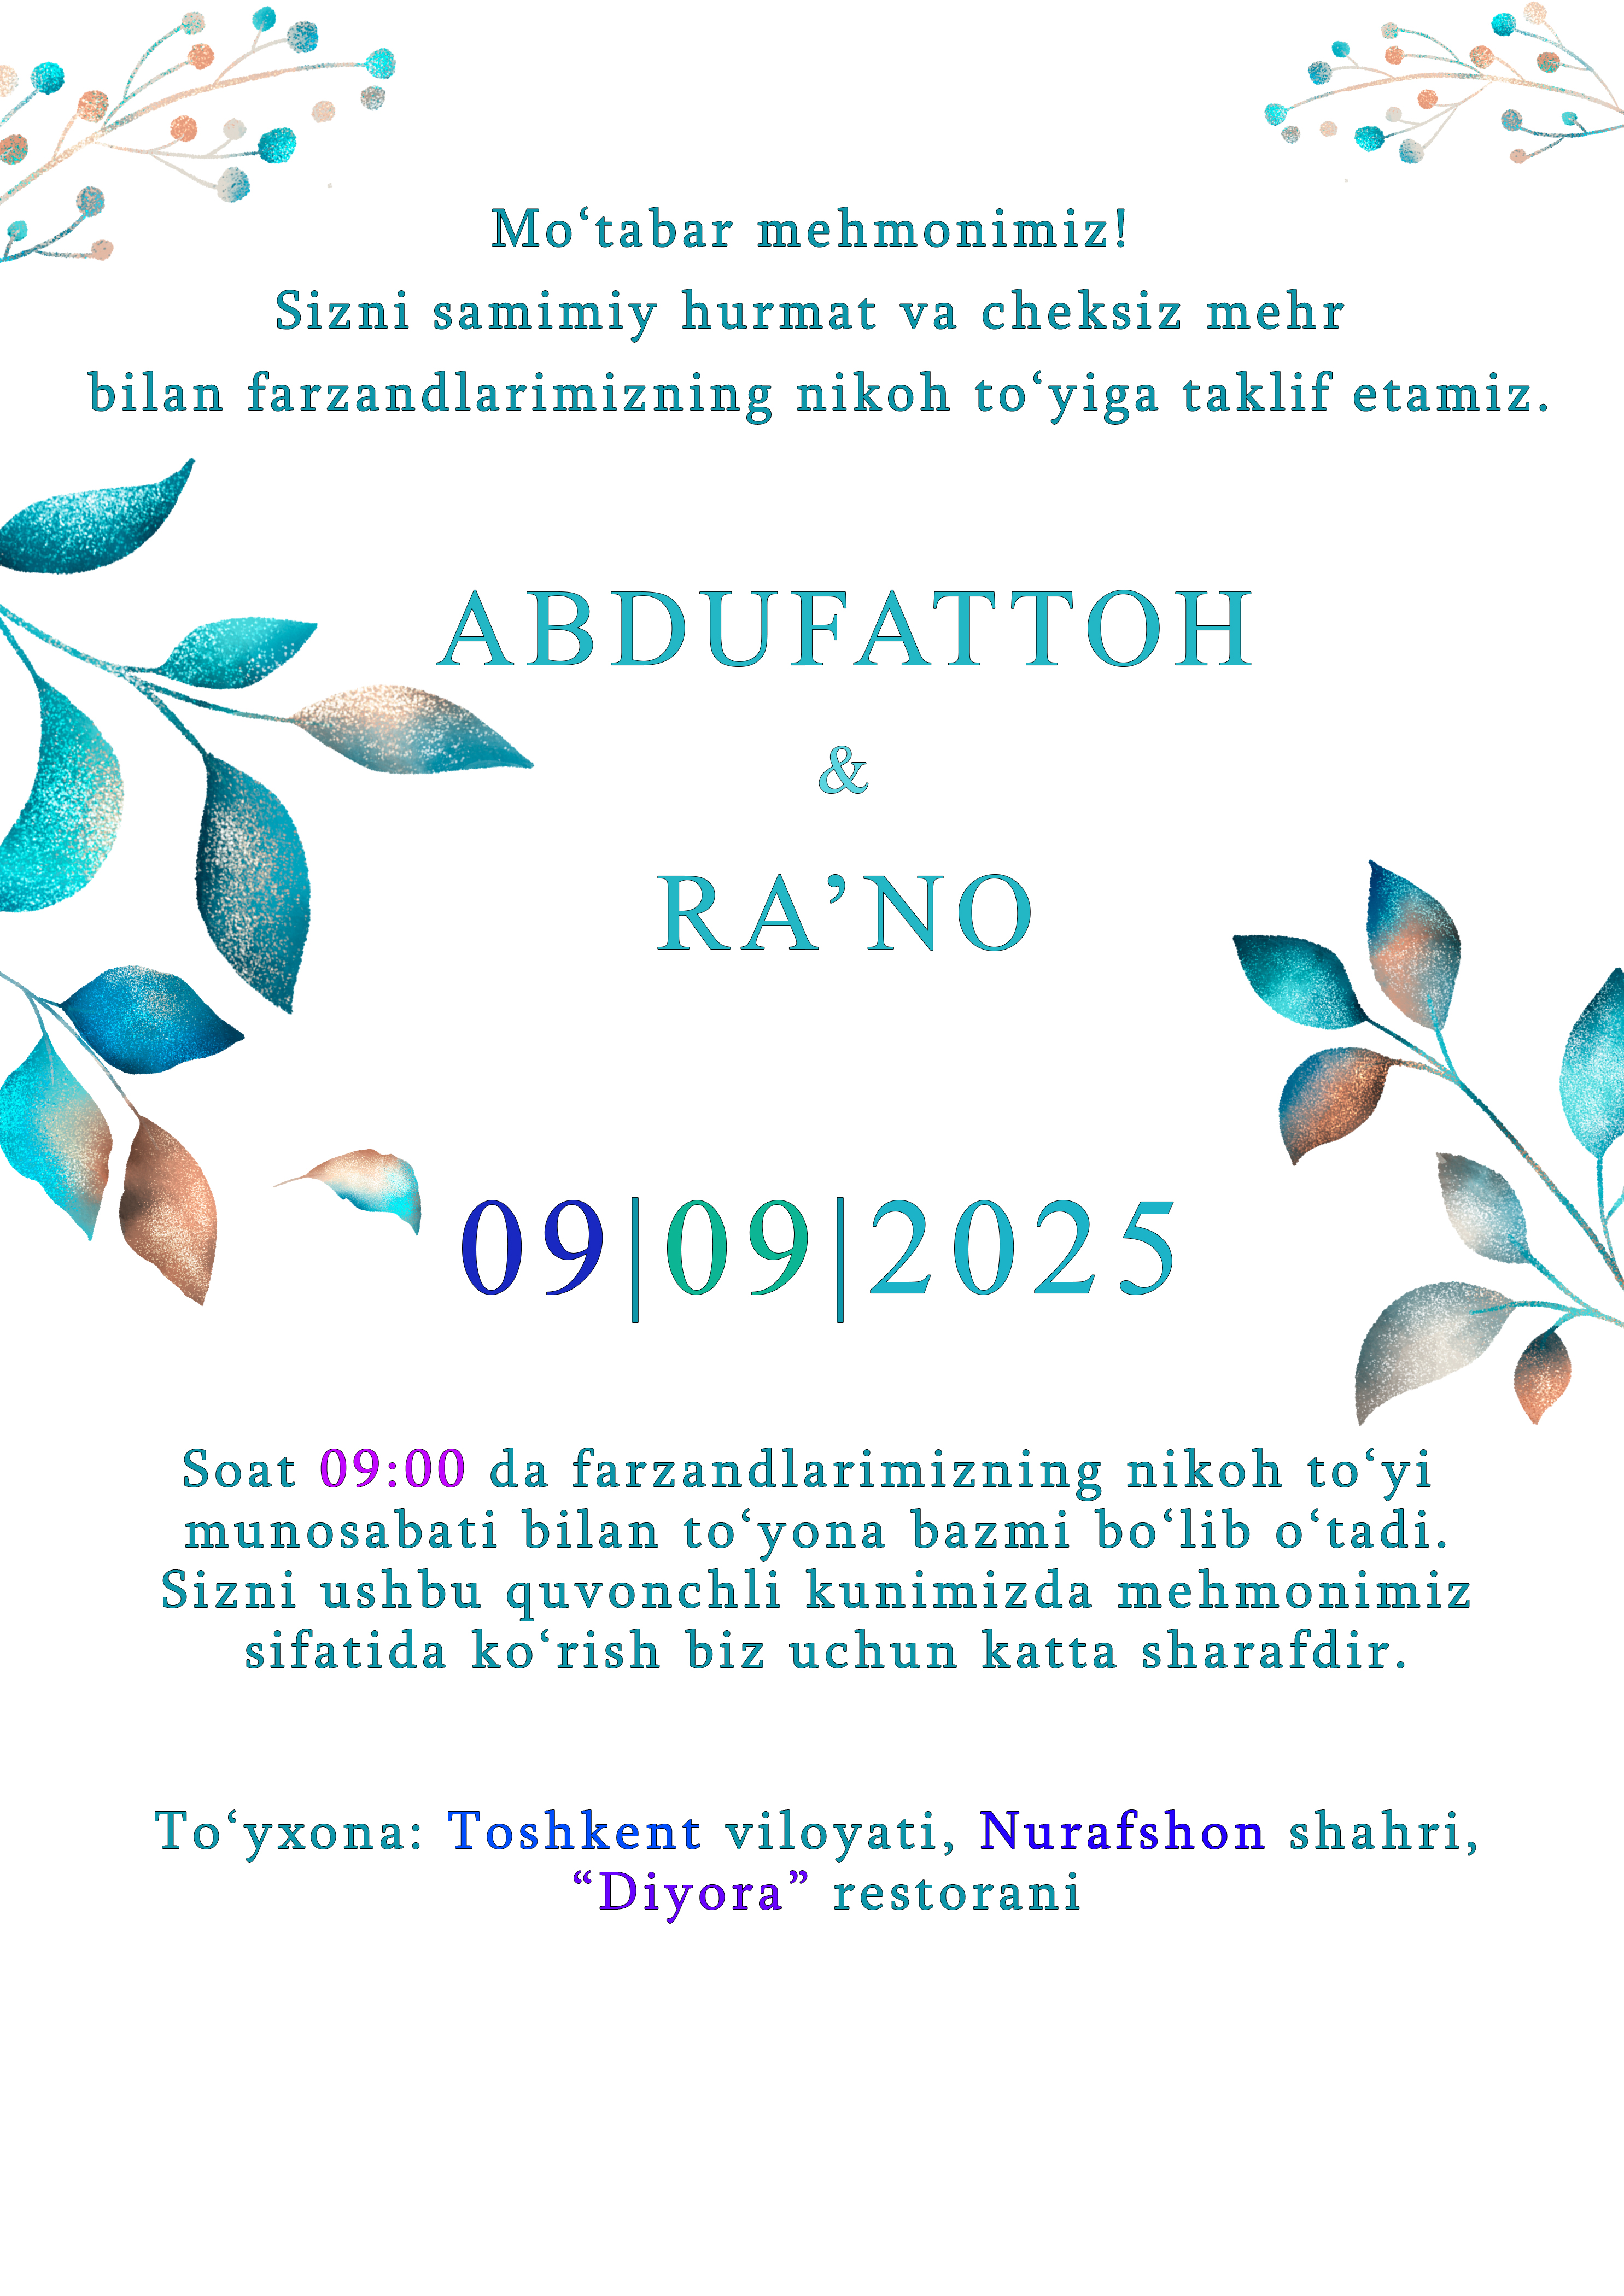 Mo‘tabar mehmonimiz!
Sizni samimiy hurmat va cheksiz mehr
bilan farzandlarimizning nikoh to‘yiga taklif etamiz.
ABDUFATTOH
&
RA’NO
09|09|2025
Soat 09:00 da farzandlarimizning nikoh to‘yi
munosabati bilan to‘yona bazmi bo‘lib o‘tadi.
Sizni ushbu quvonchli kunimizda mehmonimiz
sifatida ko‘rish biz uchun katta sharafdir.
To‘yxona: Toshkent viloyati, Nurafshon shahri,
“Diyora” restorani